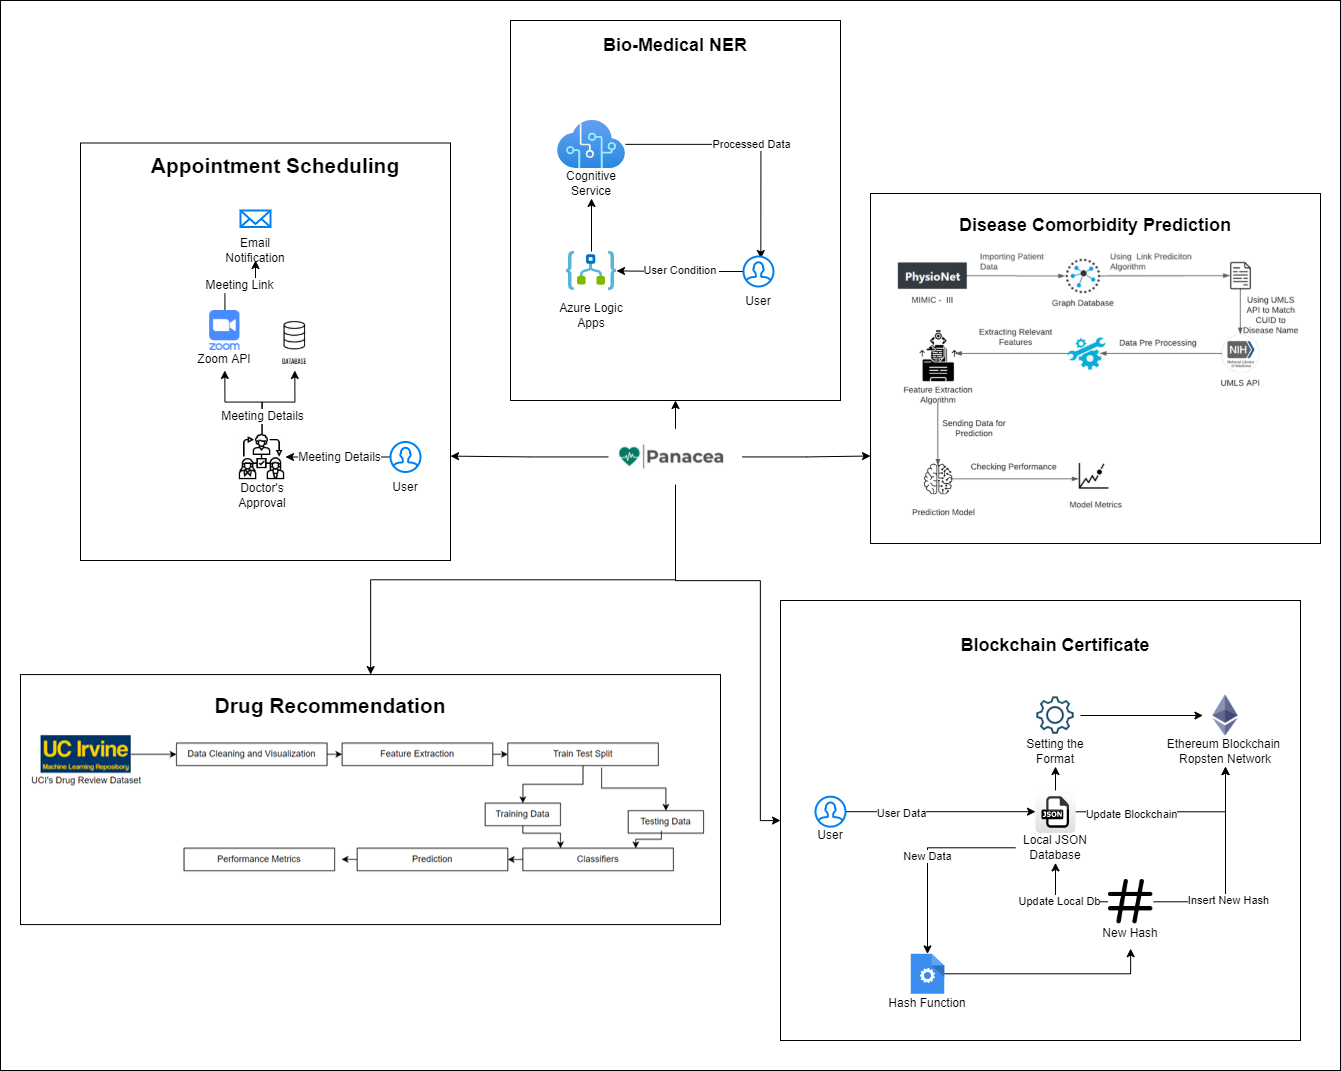 Bio-Medical NER
Cognitive
Service
Processed Data
User Condition
Azure Logic
Apps
User
Appointment Scheduling
Email
Notification
Meeting Link
zoom
Zoom API
DATABASE
Meeting Details
Meeting Details
Doctor's
Approval
User
Disease Comorbidity Prediction
PhysioNet
MIMIC - III
Importing Patient
Data
Graph Database
Using Link Prediciton
Algorithm
Using UMLS
API to Match
CUID to
Disease Name
NIH
National Library
of Medicine
UMLS API
Data Pre Processing
Extracting Relevant
Features
Feature Extraction
Algorithm
Sending Data for
Prediction
Prediction Model
Checking Performance
Model Metrics
Panacea
Drug Recommendation
UC Irvine
Machine Learning Repository
UCI's Drug Review Dataset
Data Cleaning and Visualization
Feature Extraction
Train Test Split
Training Data
Testing Data
Classifiers
Prediction
Performance Metrics
Blockchain Certificate
Setting the
Format
Ethereum Blockchain
Ropsten Network
User
User Data
JSON
Local JSON
Database
Update Blockchain
New Data
Update Local Db
Insert New Hash
New Hash
Hash Function